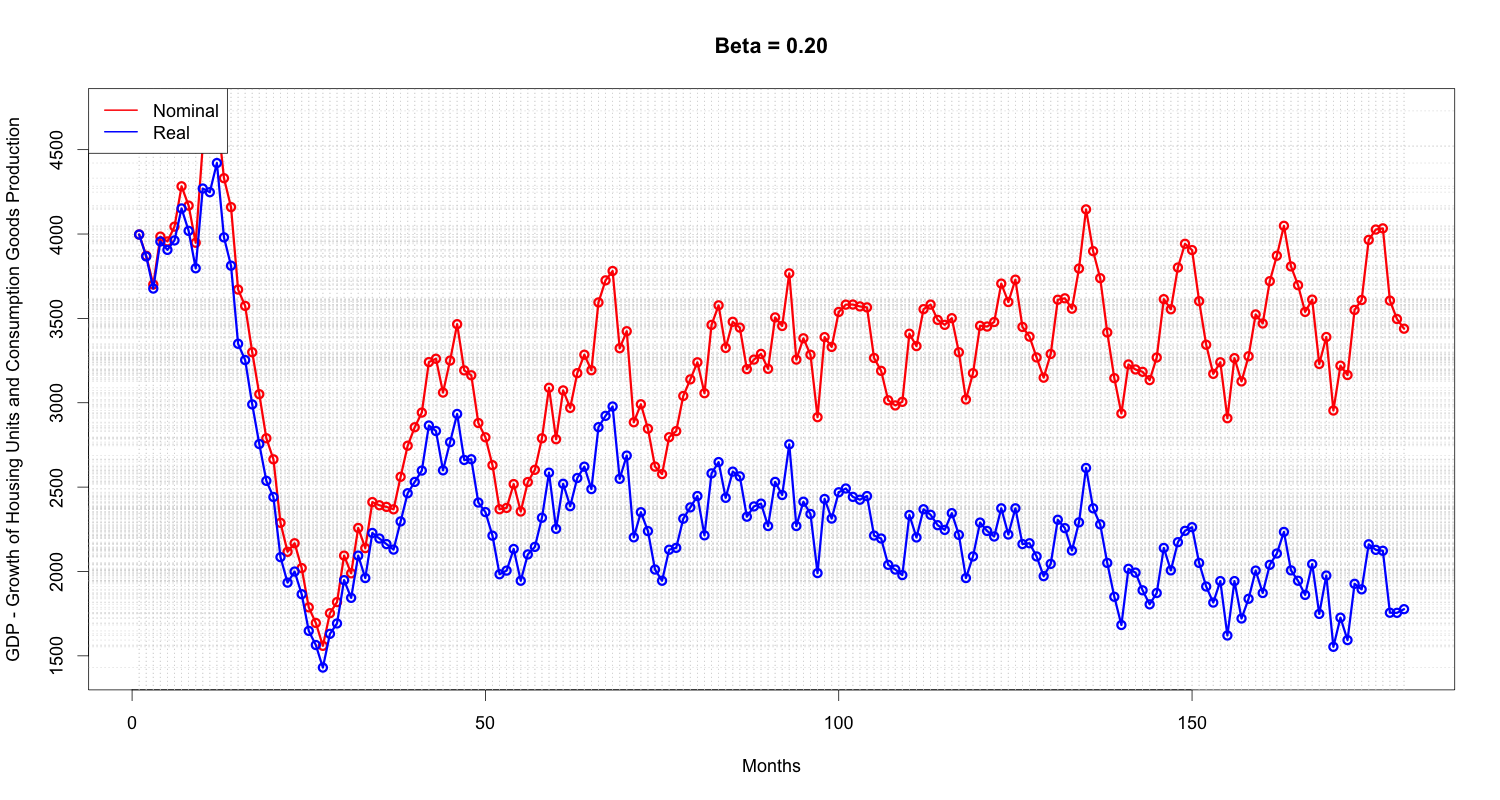 Beta = 0.20
Nominal
Real
GDP - Growth of Housing Units and Consumption Goods Production
4500
4000
3500
3000
2500
2000
1500
0 50 100 150
Months